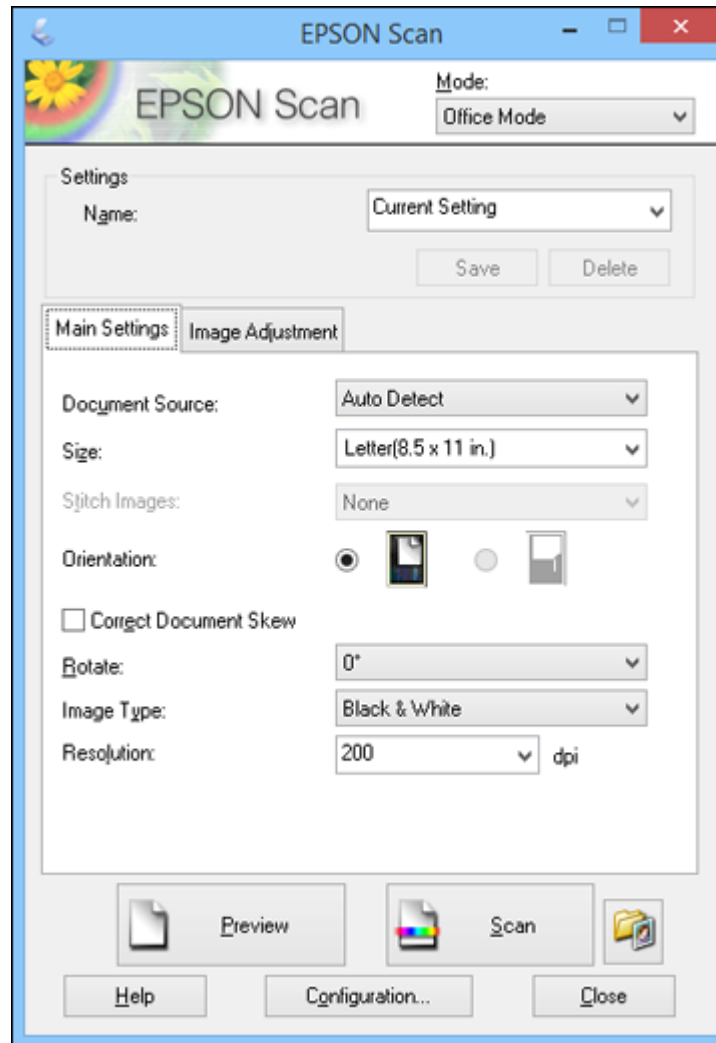 EPSON Scan
EPSON Scan
Mode:
Office Mode
Settings
Name:
Current Setting
Save
Delete
Main Settings
Image Adjustment
Document Source:
Auto Detect
Size:
Letter(8.5 x 11 in.)
Stitch Images:
None
Orientation:
Correct Document Skew
Rotate:
0°
Image Type:
Black & White
Resolution:
200
dpi
Preview
Scan
Help
Configuration...
Close